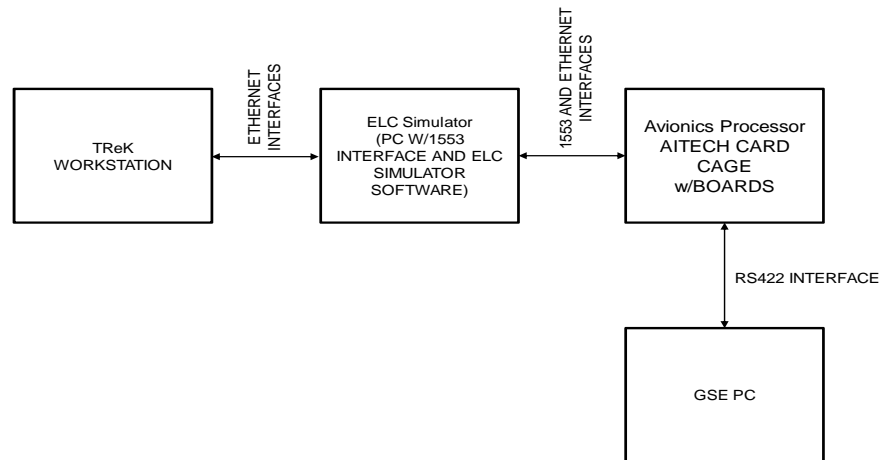 TReK
WORKSTATION
ETHERNET
INTERFACES
ELC Simulator
(PC W/1553
INTERFACE AND ELC
SIMULATOR
SOFTWARE)
1553 AND ETHERNET
INTERFACES
Avionics Processor
AITECH CARD
CAGE
w/BOARDS
RS422 INTERFACE
GSE PC